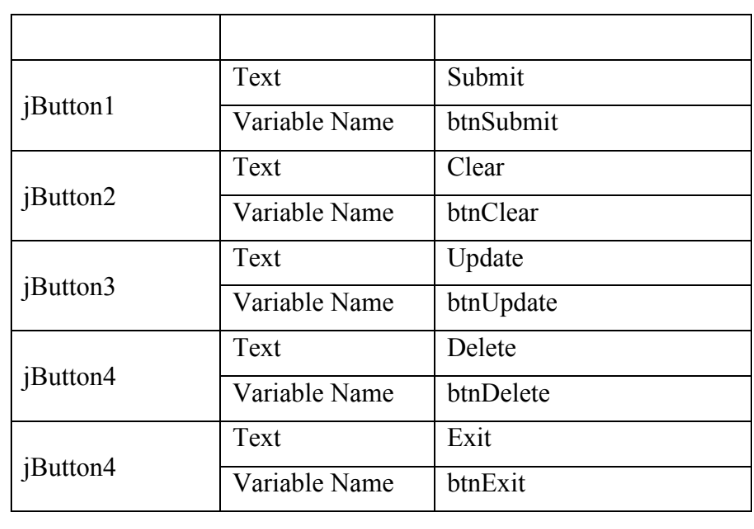 jButton1 Text Submit
Variable Name btnSubmit
jButton2 Text Clear
Variable Name btnClear
jButton3 Text Update
Variable Name btnUpdate
jButton4 Text Delete
Variable Name btnDelete
jButton4 Text Exit
Variable Name btnExit